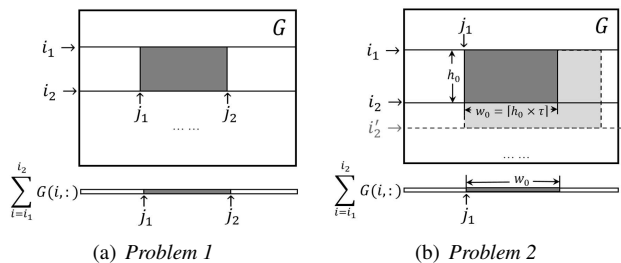 G
i₁ →
i₂ →
j₁ j₂
... ...
∑_{i=i₁}^{i₂} G(i,:)
j₁ j₂
(a) Problem 1
j₁ G
i₁ →
h₀
i₂ →
w₀ = ⌈h₀ × τ⌉
i₂′ →
... ...
∑_{i=i₁}^{i₂} G(i,:)
w₀
j₁
(b) Problem 2